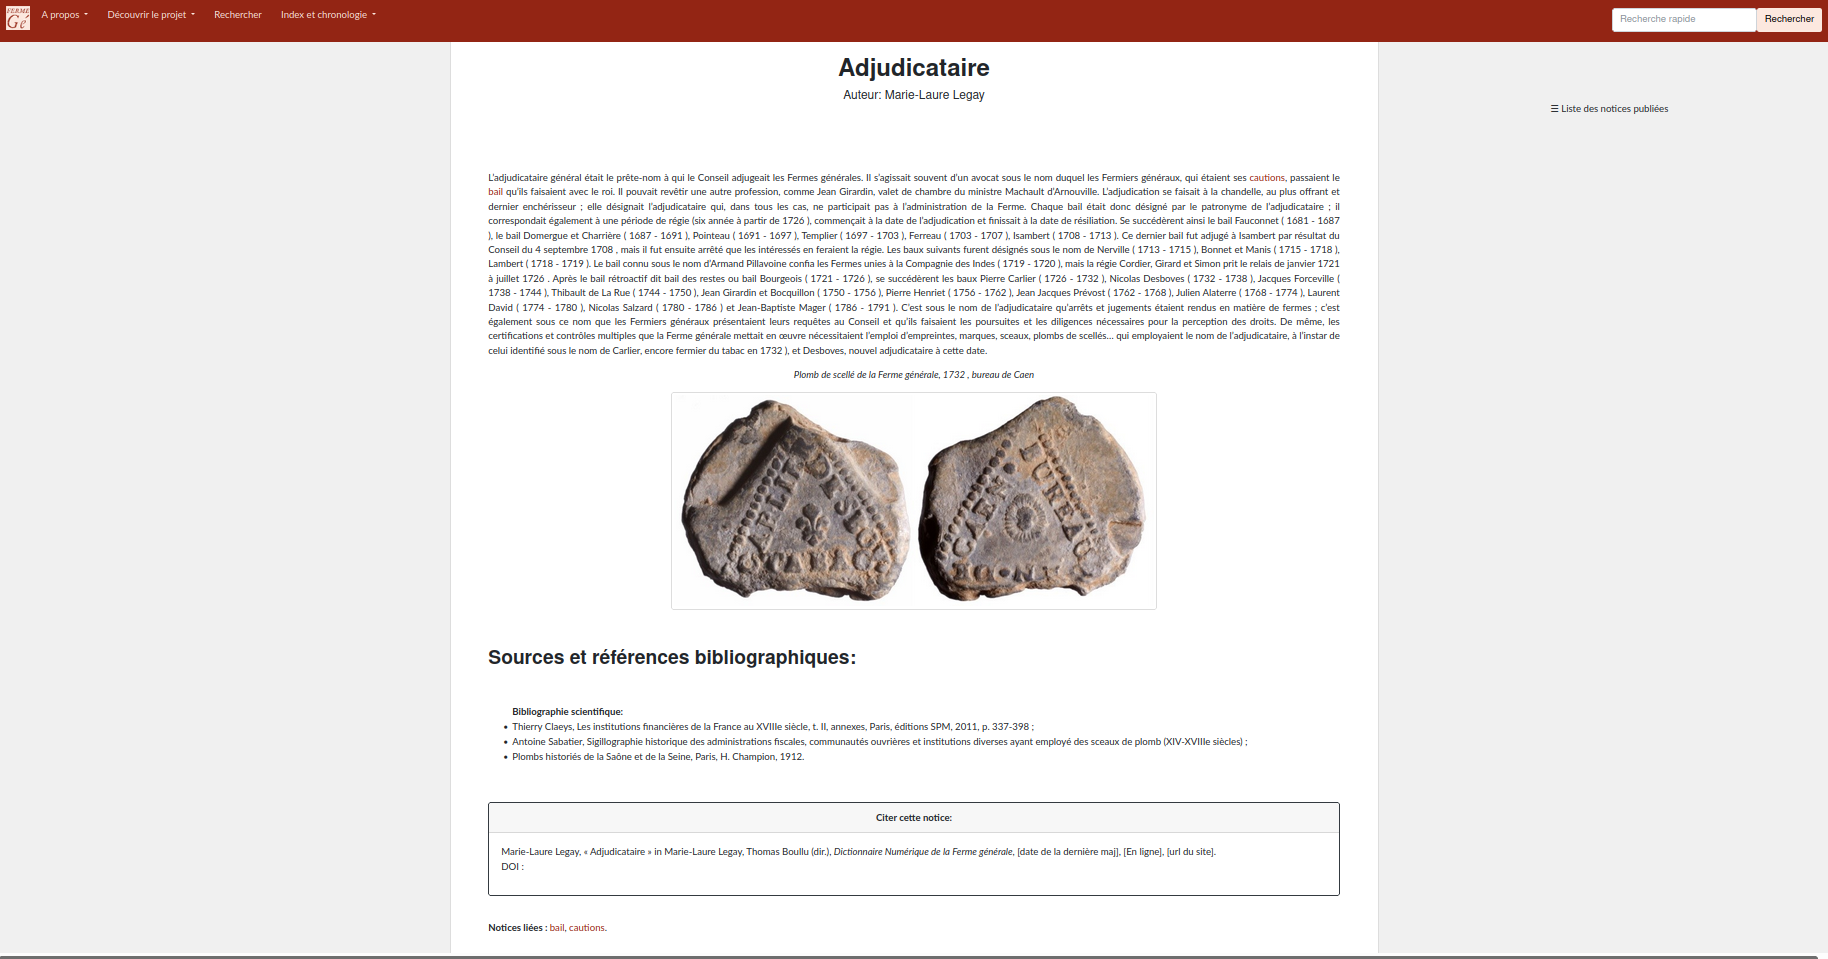 FERME
Gé
A propos
Découvrir le projet
Rechercher
Index et chronologie
Recherche rapide
Rechercher
Adjudicataire
Auteur: Marie-Laure Legay
☰ Liste des notices publiées
L'adjudicataire général était le prête-nom à qui le Conseil adjugeait les Fermes générales. Il s'agissait souvent d'un avocat sous le nom duquel les Fermiers généraux, qui étaient ses cautions, passaient le
bail qu'ils faisaient avec le roi. Il pouvait revêtir une autre profession, comme Jean Girardin, valet de chambre du ministre Machault d'Arnouville. L'adjudication se faisait à la chandelle, au plus offrant et
dernier enchérisseur ; elle désignait l'adjudicataire qui, dans tous les cas, ne participait pas à l'administration de la Ferme. Chaque bail était donc désigné par le patronyme de l'adjudicataire ; il
correspondait également à une période de régie (six année à partir de 1726 ), commençait à la date de l'adjudication et finissait à la date de résiliation. Se succédèrent ainsi le bail Fauconnet ( 1681 - 1687
), le bail Domergue et Charrière ( 1687 - 1691 ), Pointeau ( 1691 - 1697 ), Templier ( 1697 - 1703 ), Ferreau ( 1703 - 1707 ), Isambert ( 1708 - 1713 ). Ce dernier bail fut adjugé à Isambert par résultat du
Conseil du 4 septembre 1708 , mais il fut ensuite arrêté que les intéressés en feraient la régie. Les baux suivants furent désignés sous le nom de Nerville ( 1713 - 1715 ), Bonnet et Manis ( 1715 - 1718 ),
Lambert ( 1718 - 1719 ). Le bail connu sous le nom d'Armand Pillavoine confia les Fermes unies à la Compagnie des Indes ( 1719 - 1720 ), mais la régie Cordier, Girard et Simon prit le relais de janvier 1721
à juillet 1726 . Après le bail rétroactif dit bail des restes ou bail Bourgeois ( 1721 - 1726 ), se succédèrent les baux Pierre Carlier ( 1726 - 1732 ), Nicolas Desboves ( 1732 - 1738 ), Jacques Forceville (
1738 - 1744 ), Thibault de La Rue ( 1744 - 1750 ), Jean Girardin et Bocquillon ( 1750 - 1756 ), Pierre Henriet ( 1756 - 1762 ), Jean Jacques Prévost ( 1762 - 1768 ), Julien Alaterre ( 1768 - 1774 ), Laurent
David ( 1774 - 1780 ), Nicolas Salzard ( 1780 - 1786 ) et Jean-Baptiste Mager ( 1786 - 1791 ). C'est sous le nom de l'adjudicataire qu'arrêts et jugements étaient rendus en matière de fermes ; c'est
également sous ce nom que les Fermiers généraux présentaient leurs requêtes au Conseil et qu'ils faisaient les poursuites et les diligences nécessaires pour la perception des droits. De même, les
certifications et contrôles multiples que la Ferme générale mettait en œuvre nécessitaient l'emploi d'empreintes, marques, sceaux, plombs de scellés... qui employaient le nom de l'adjudicataire, à l'instar de
celui identifié sous le nom de Carlier, encore fermier du tabac en 1732 ), et Desboves, nouvel adjudicataire à cette date.
Plomb de scellé de la Ferme générale, 1732 , bureau de Caen
CAEN
Sources et références bibliographiques:
Bibliographie scientifique:
• Thierry Claeys, Les institutions financières de la France au XVIIIe siècle, t. II, annexes, Paris, éditions SPM, 2011, p. 337-398 ;
• Antoine Sabatier, Sigillographie historique des administrations fiscales, communautés ouvrières et institutions diverses ayant employé des sceaux de plomb (XIV-XVIIIe siècles) ;
• Plombs historiés de la Saône et de la Seine, Paris, H. Champion, 1912.
Citer cette notice:
Marie-Laure Legay, « Adjudicataire » in Marie-Laure Legay, Thomas Boullu (dir.), Dictionnaire Numérique de la Ferme générale, [date de la dernière maj], [En ligne], [url du site].
DOI :
Notices liées : bail, cautions.